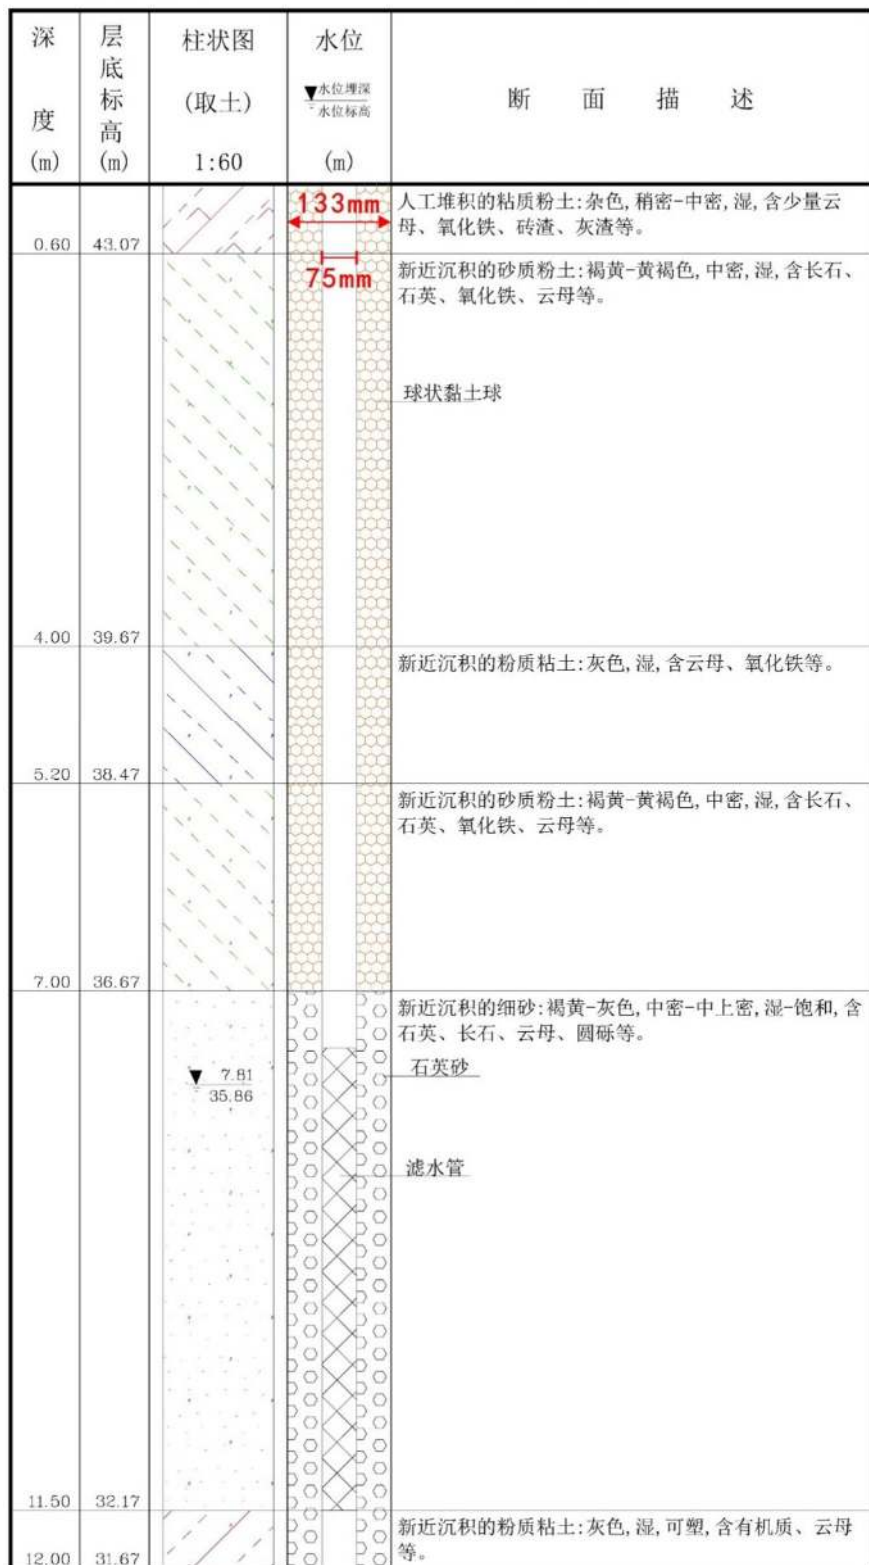 深度(m)
层底标高(m)
柱状图
(取土)
1:60
水位
水位埋深
水位标高
(m)
断面描述
133mm
75mm
0.60 43.07
人工堆积的粘质粉土:杂色,稍密-中密,湿,含少量云
母、氧化铁、砖渣、灰渣等。
新近沉积的砂质粉土:褐黄-黄褐色,中密,湿,含长石、
石英、氧化铁、云母等。
球状黏土球
4.00 39.67
新近沉积的粉质粘土:灰色,湿,含云母、氧化铁等。
5.20 38.47
新近沉积的砂质粉土:褐黄-黄褐色,中密,湿,含长石、
石英、氧化铁、云母等。
7.00 36.67
新近沉积的细砂:褐黄-灰色,中密-中上密,湿-饱和,含
石英、长石、云母、圆砾等。
石英砂
7.81
35.86
滤水管
11.50 32.17
新近沉积的粉质粘土:灰色,湿,可塑,含有机质、云母
等。
12.00 31.67